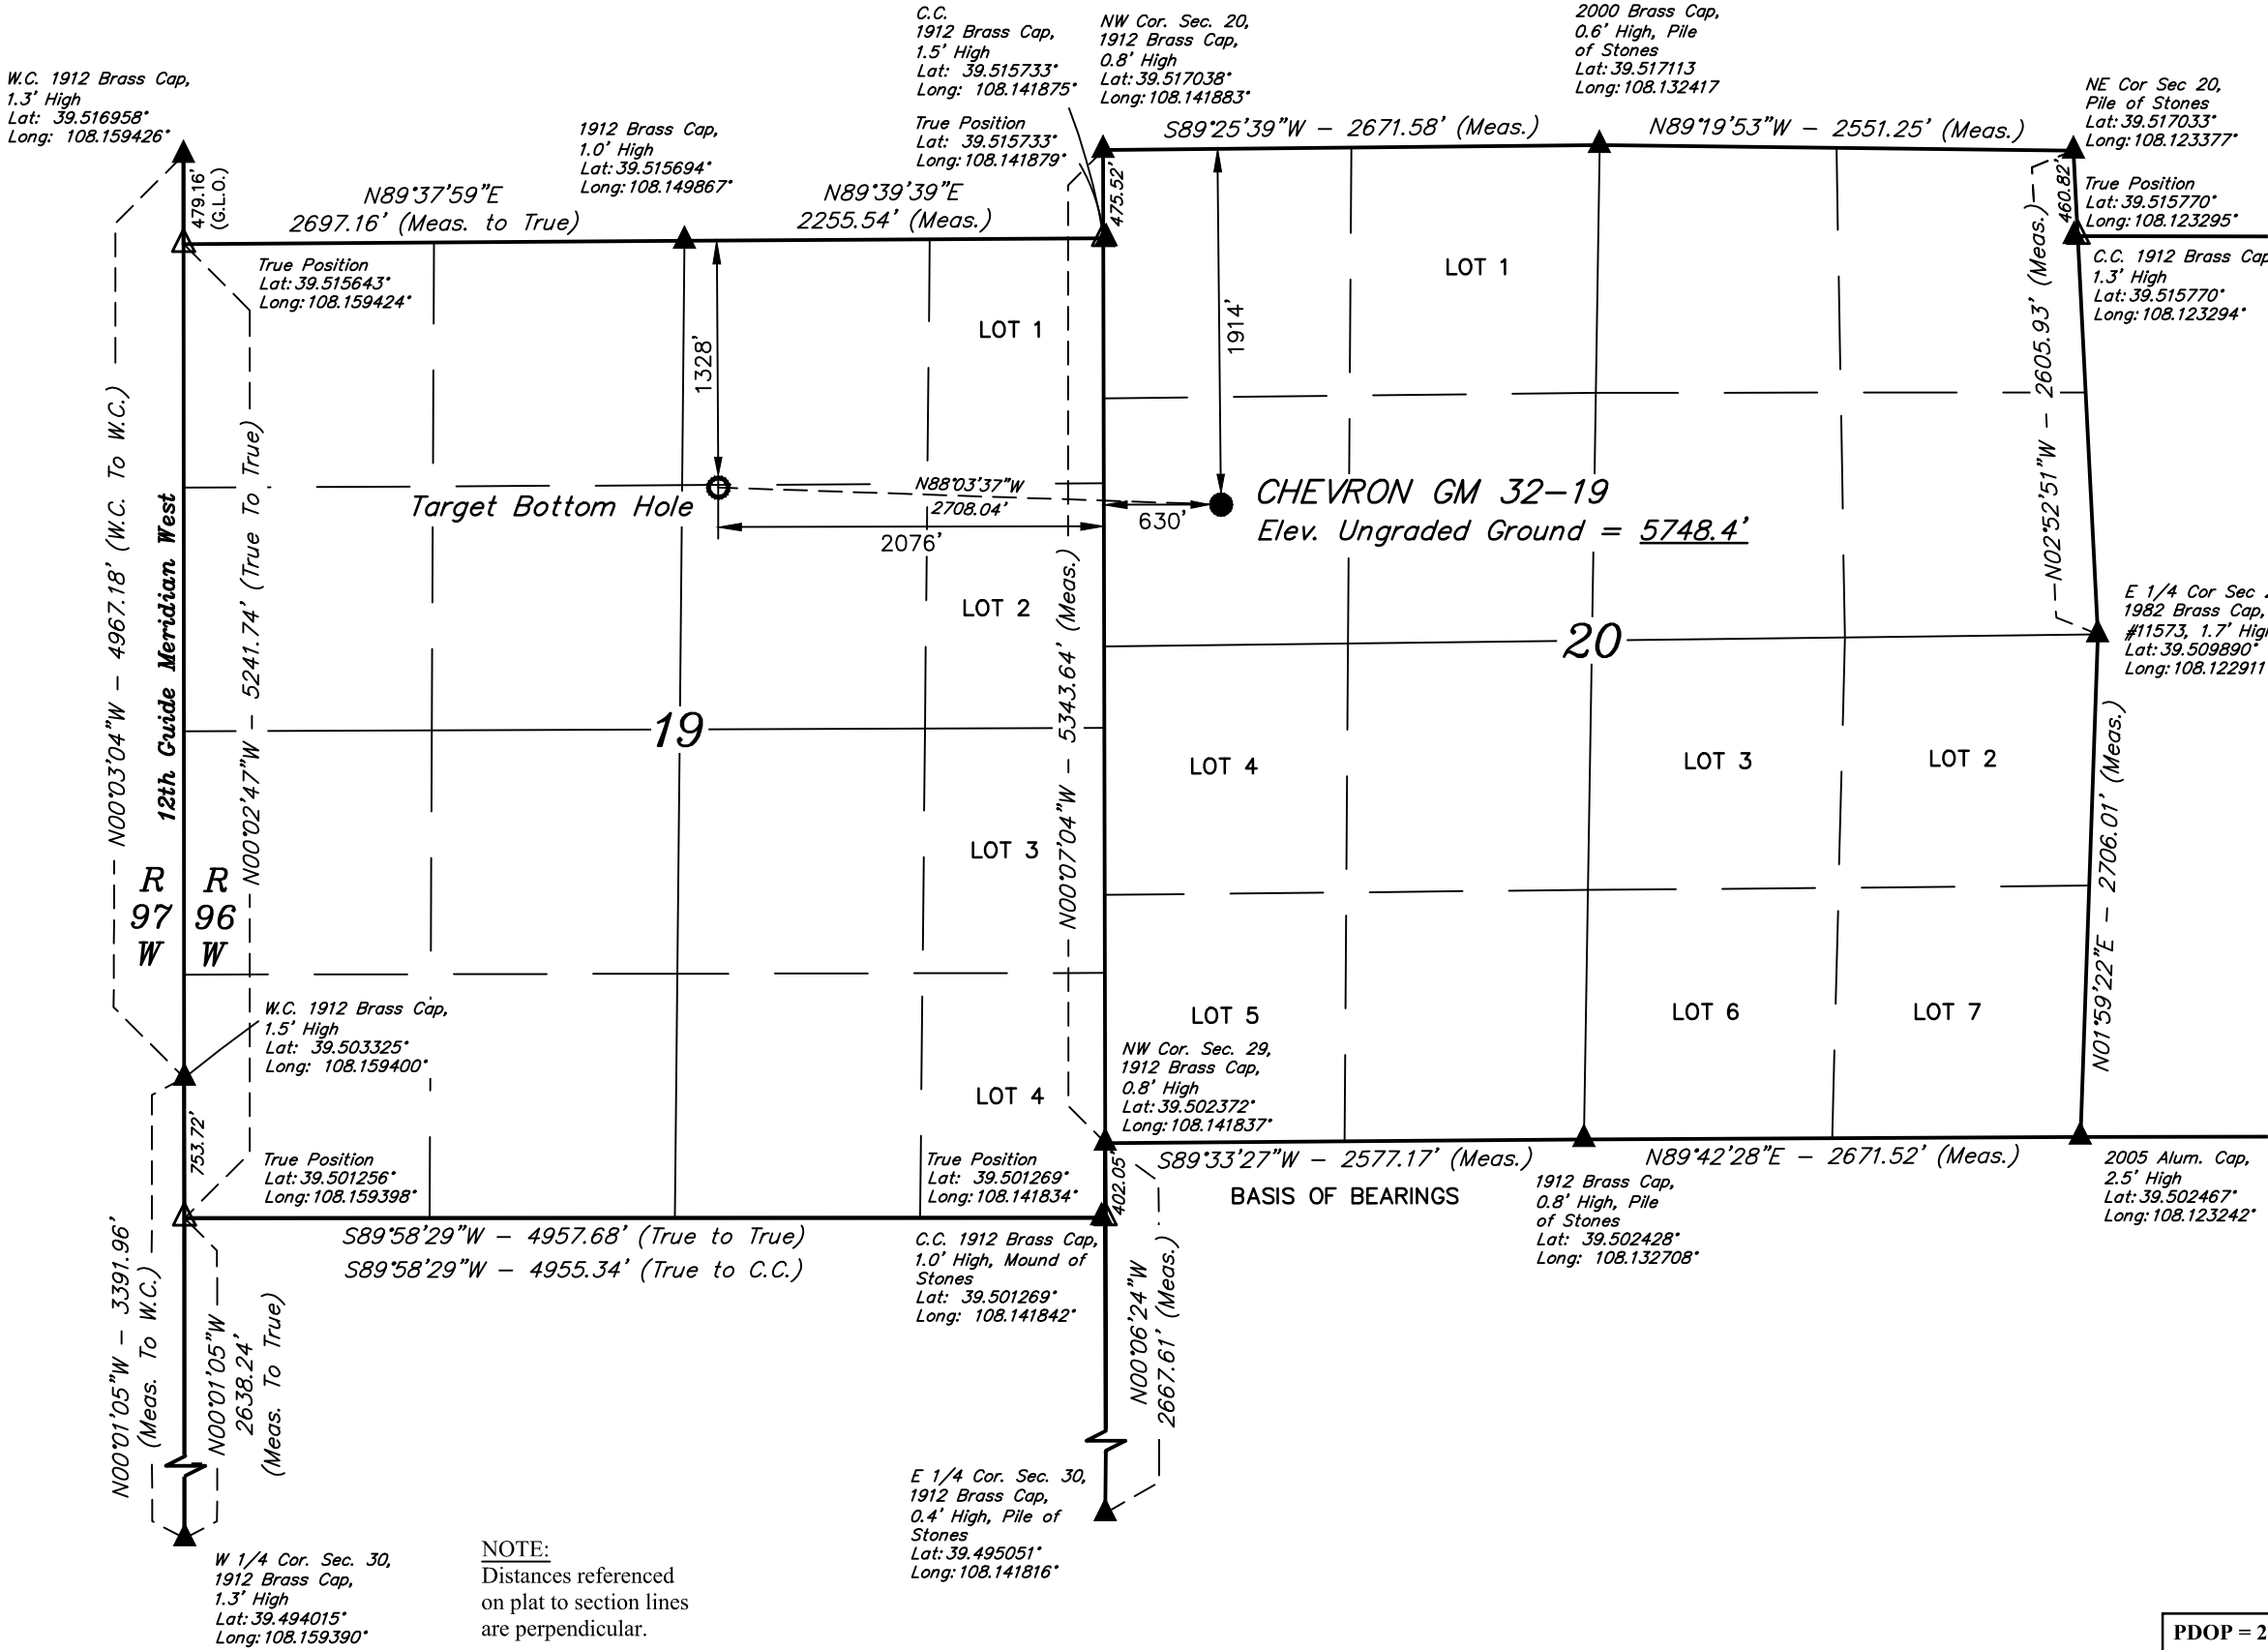 C.C.
1912 Brass Cap,
1.5' High
Lat: 39.515733°
Long: 108.141875°
NW Cor. Sec. 20,
1912 Brass Cap,
0.8' High
Lat: 39.517038°
Long: 108.141883°
2000 Brass Cap,
0.6' High, Pile
of Stones
Lat: 39.517113
Long: 108.132417
W.C. 1912 Brass Cap,
1.3' High
Lat: 39.516958°
Long: 108.159426°
NE Cor Sec 20,
Pile of Stones
Lat: 39.517033°
Long: 108.123377°
1912 Brass Cap,
1.0' High
Lat: 39.515694°
Long: 108.149867°
True Position
Lat: 39.515733°
Long: 108.141879°
S89°25'39"W - 2671.58' (Meas.)
N89°19'53"W - 2551.25' (Meas.)
479.16'
(G.L.O.)
N89°37'59"E
2697.16' (Meas. to True)
N89°39'39"E
2255.54' (Meas.)
475.52'
460.82'
True Position
Lat: 39.515770°
Long: 108.123295°
True Position
Lat: 39.515643°
Long: 108.159424°
C.C. 1912 Brass Cap
1.3' High
Lat: 39.515770°
Long: 108.123294°
LOT 1
LOT 1
1328'
1914'
N00°03'04"W - 4967.18' (W.C. To W.C.)
12th Guide Meridian West
N00°02'47"W - 5241.74' (True To True)
N02°52'51"W - 2605.93' (Meas.)
Target Bottom Hole
N88°03'37"W
2708.04'
2076'
630'
CHEVRON GM 32-19
Elev. Ungraded Ground = 5748.4'
LOT 2
N00°07'04"W 5343.64' (Meas.)
E 1/4 Cor Sec
1982 Brass Cap,
#11573, 1.7' High
Lat: 39.509890°
Long: 108.122911
20
19
LOT 4
LOT 3
LOT 2
LOT 3
N01°59'22"E - 2706.01' (Meas.)
R
97
W
R
96
W
W.C. 1912 Brass Cap,
1.5' High
Lat: 39.503325°
Long: 108.159400°
LOT 5
LOT 6
LOT 7
NW Cor. Sec. 29,
1912 Brass Cap,
0.8' High
Lat: 39.502372°
Long: 108.141837°
LOT 4
753.72'
True Position
Lat: 39.501256°
Long: 108.159398°
True Position
Lat: 39.501269°
Long: 108.141834°
402.05'
S89°33'27"W - 2577.17' (Meas.)
BASIS OF BEARINGS
N89°42'28"E - 2671.52' (Meas.)
1912 Brass Cap,
0.8' High, Pile
of Stones
Lat: 39.502428°
Long: 108.132708°
2005 Alum. Cap,
2.5' High
Lat: 39.502467°
Long: 108.123242°
S89°58'29"W - 4957.68' (True to True)
S89°58'29"W - 4955.34' (True to C.C.)
C.C. 1912 Brass Cap,
1.0' High, Mound of
Stones
Lat: 39.501269°
Long: 108.141842°
N00°01'05"W - 3391.96'
(Meas. To W.C.)
N00°01'05"W
2638.24'
(Meas. To True)
N00°06'24"W
2667.61' (Meas.)
E 1/4 Cor. Sec. 30,
1912 Brass Cap,
0.4' High, Pile of
Stones
Lat: 39.495051°
Long: 108.141816°
W 1/4 Cor. Sec. 30,
1912 Brass Cap,
1.3' High
Lat: 39.494015°
Long: 108.159390°
NOTE:
Distances referenced
on plat to section lines
are perpendicular.
PDOP = 2